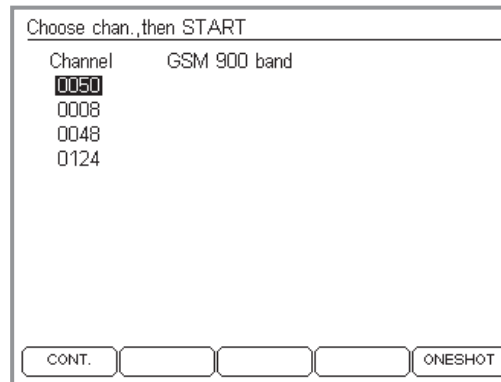 Choose chan.,then START
Channel GSM 900 band
0050
0008
0048
0124
CONT. ONESHOT